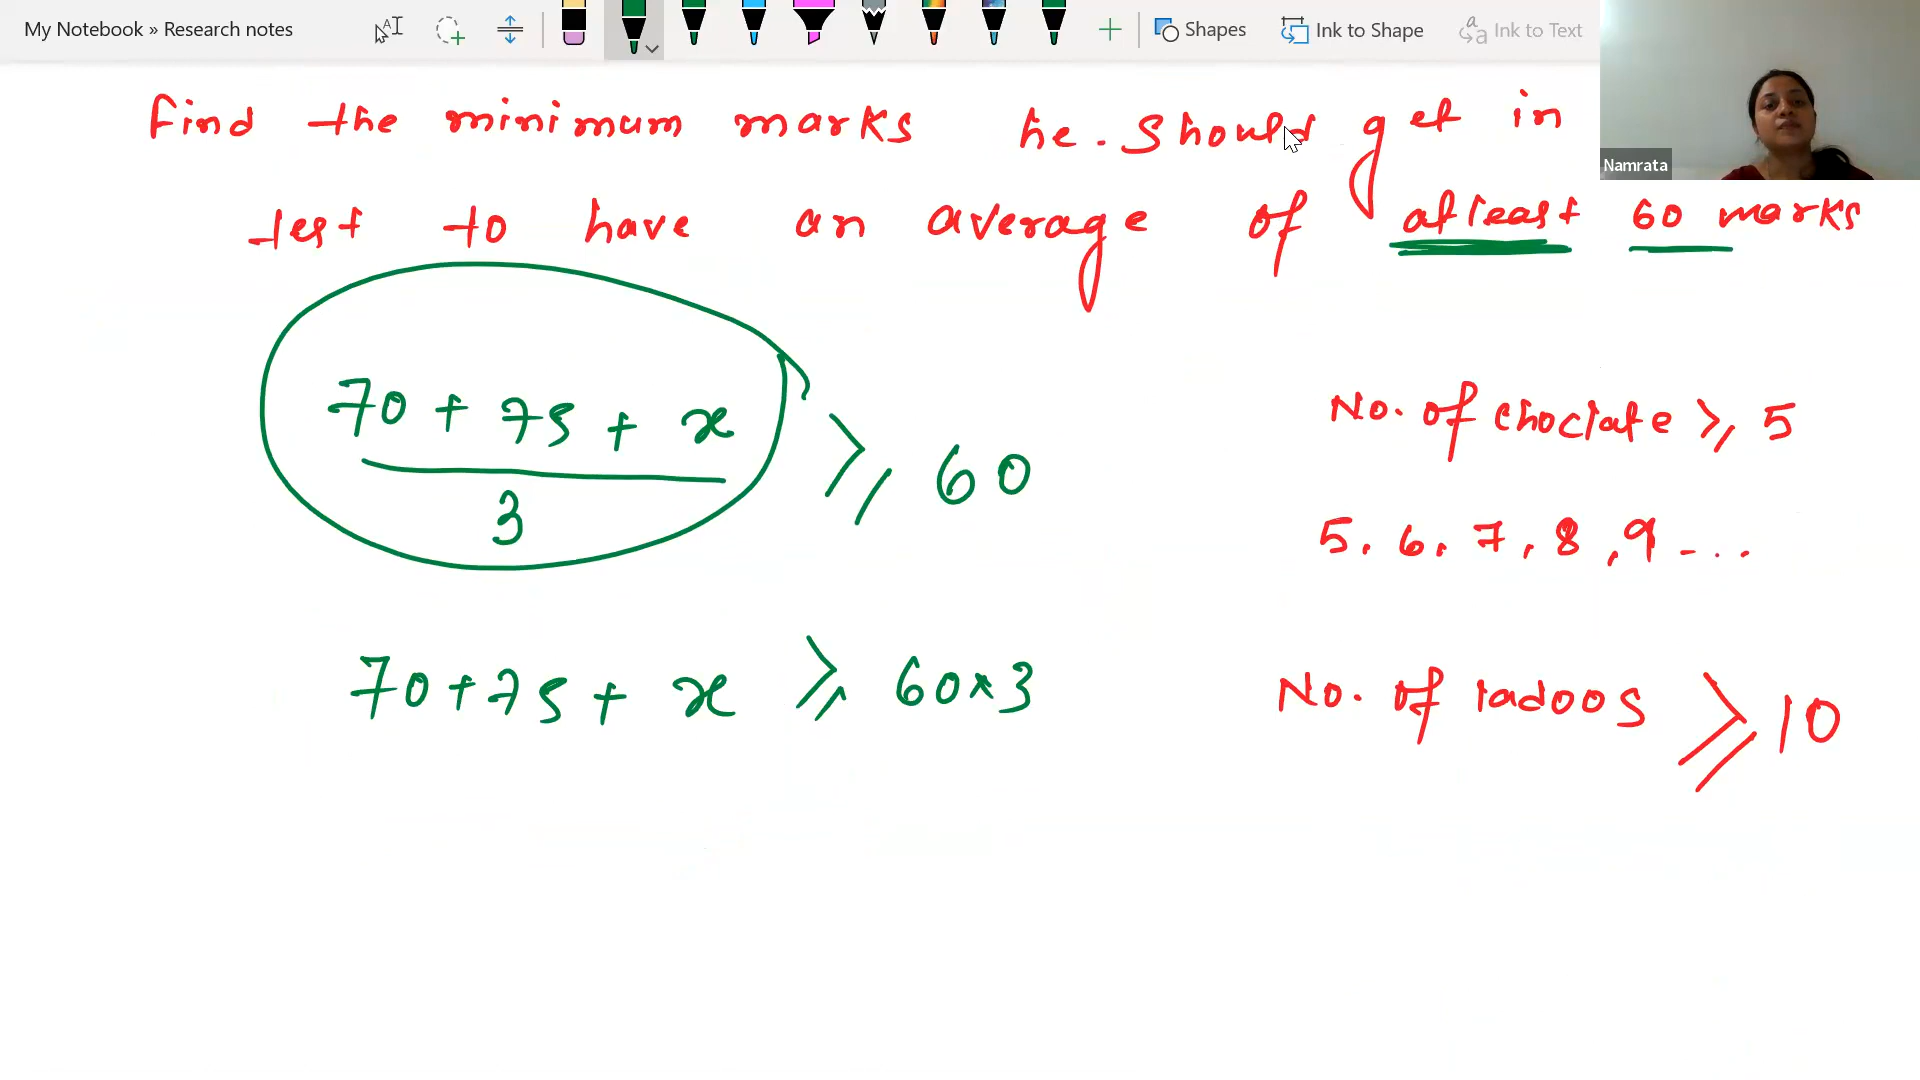 My Notebook » Research notes
Shapes
Ink to Shape
Ink to Text
Namrata
Find the minimum marks he. should get in
test to have an average of atleast 60 marks
70 + 75 + x
3
⩾ 60
No. of choclate ⩾ 5
5. 6. 7, 8, 9 - . . .
70+75+ x ⩾ 60×3
No. of ladoos ⩾ 10